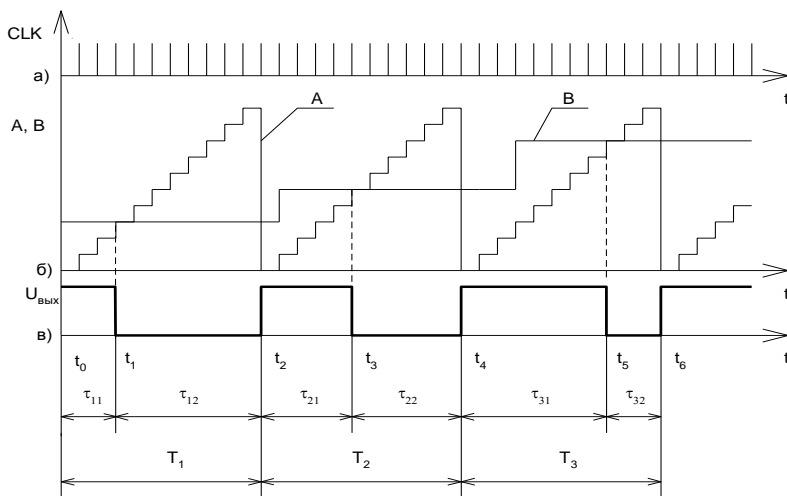 CLK
а)
t
A, B
A
B
б)
t
Uвых
в)
t
t0 t1 t2 t3 t4 t5 t6
τ11 τ12 τ21 τ22 τ31 τ32
T1 T2 T3